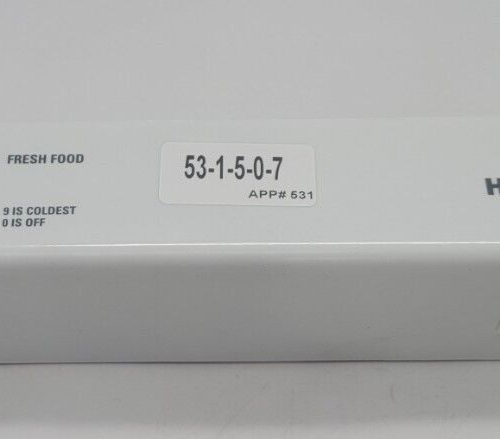 FRESH FOOD
53-1-5-0-7
APP# 531
H
9 IS COLDEST
0 IS OFF